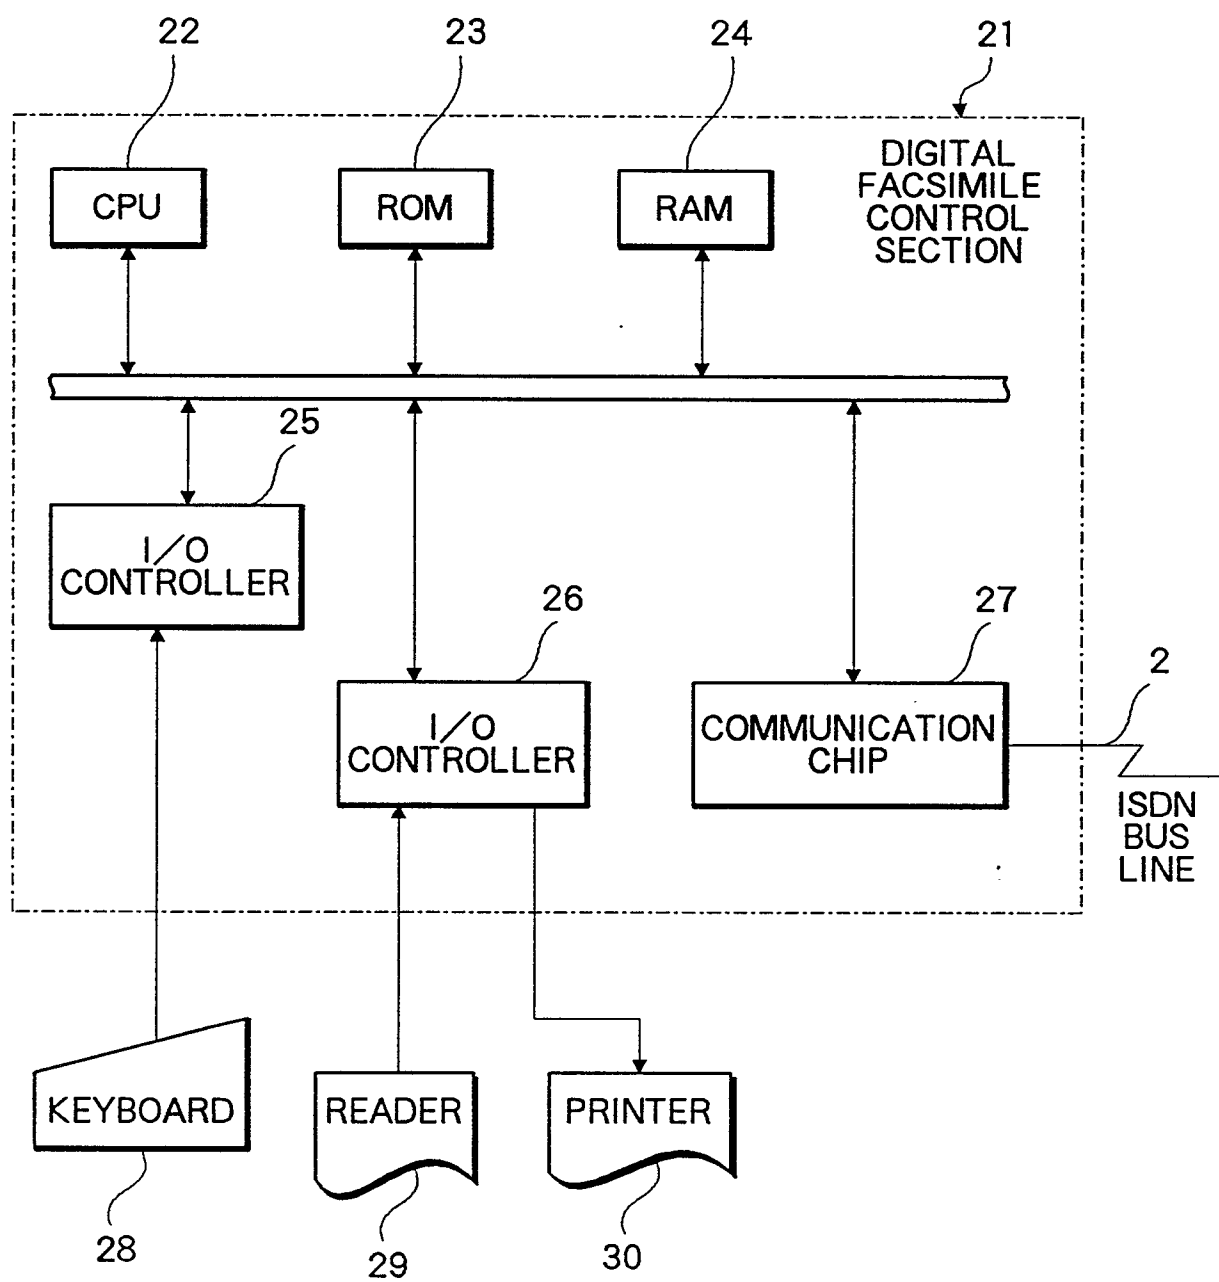 22
23
24
21
CPU
ROM
RAM
DIGITAL
FACSIMILE
CONTROL
SECTION
25
I/O
CONTROLLER
26
I/O
CONTROLLER
27
COMMUNICATION
CHIP
2
ISDN
BUS
LINE
KEYBOARD
READER
PRINTER
28
29
30